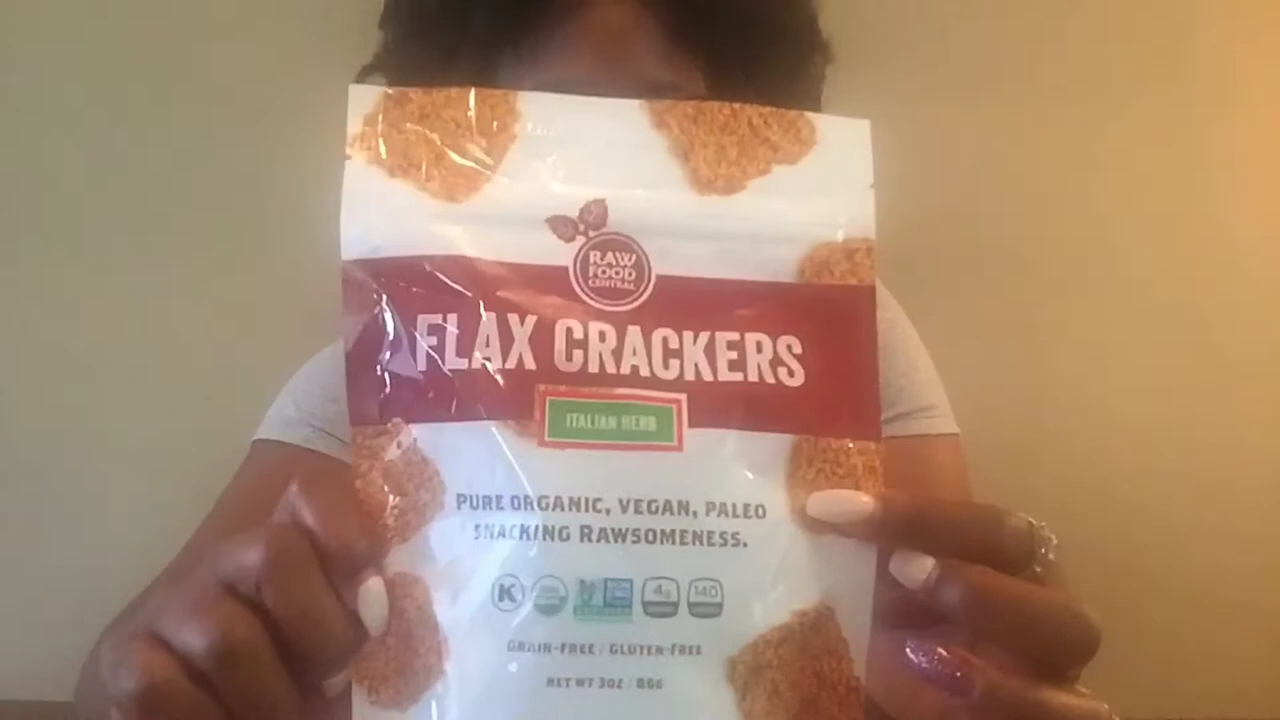 RAW
FOOD
CENTRAL
FLAX CRACKERS
ITALIAN HERB
PURE ORGANIC, VEGAN, PALEO
SNACKING RAWSOMENESS.
K
4g 140
GRAIN-FREE / GLUTEN-FREE
NET WT 3OZ /